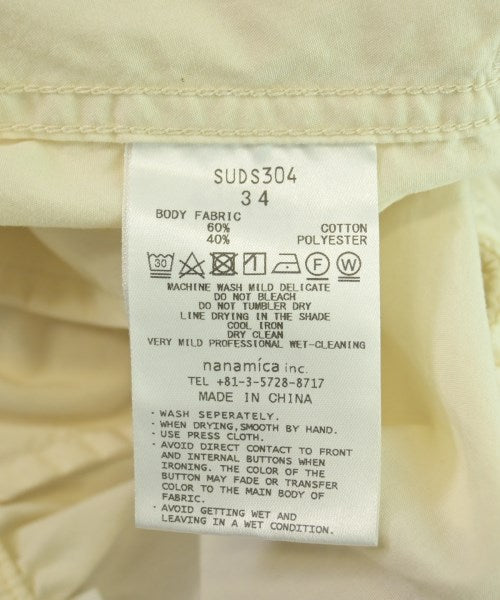 SUDS304
34
BODY FABRIC
60% COTTON
40% POLYESTER
30 F W
MACHINE WASH MILD DELICATE
DO NOT BLEACH
DO NOT TUMBLER DRY
LINE DRYING IN THE SHADE
COOL IRON
DRY CLEAN
VERY MILD PROFESSIONAL WET-CLEANING
nanamica inc.
TEL +81-3-5728-8717
MADE IN CHINA
· WASH SEPERATELY.
· WHEN DRYING,SMOOTH BY HAND.
· USE PRESS CLOTH.
· AVOID DIRECT CONTACT TO FRONT
AND INTERNAL BUTTONS WHEN
IRONING. THE COLOR OF THE
BUTTON MAY FADE OR TRANSFER
COLOR TO THE MAIN BODY OF
FABRIC.
· AVOID GETTING WET AND
LEAVING IN A WET CONDITION.